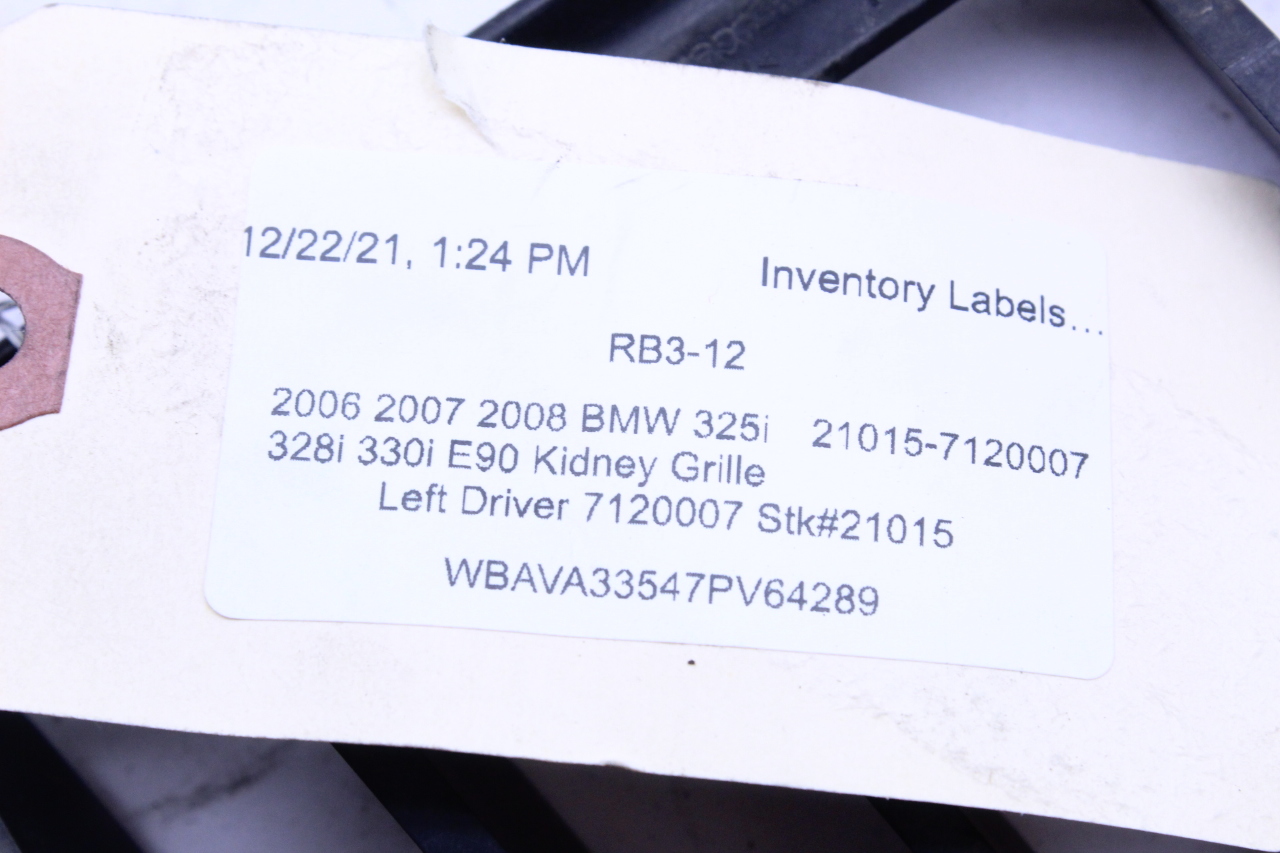 12/22/21, 1:24 PM Inventory Labels...
RB3-12
2006 2007 2008 BMW 325i 21015-7120007
328i 330i E90 Kidney Grille
Left Driver 7120007 Stk#21015
WBAVA33547PV64289